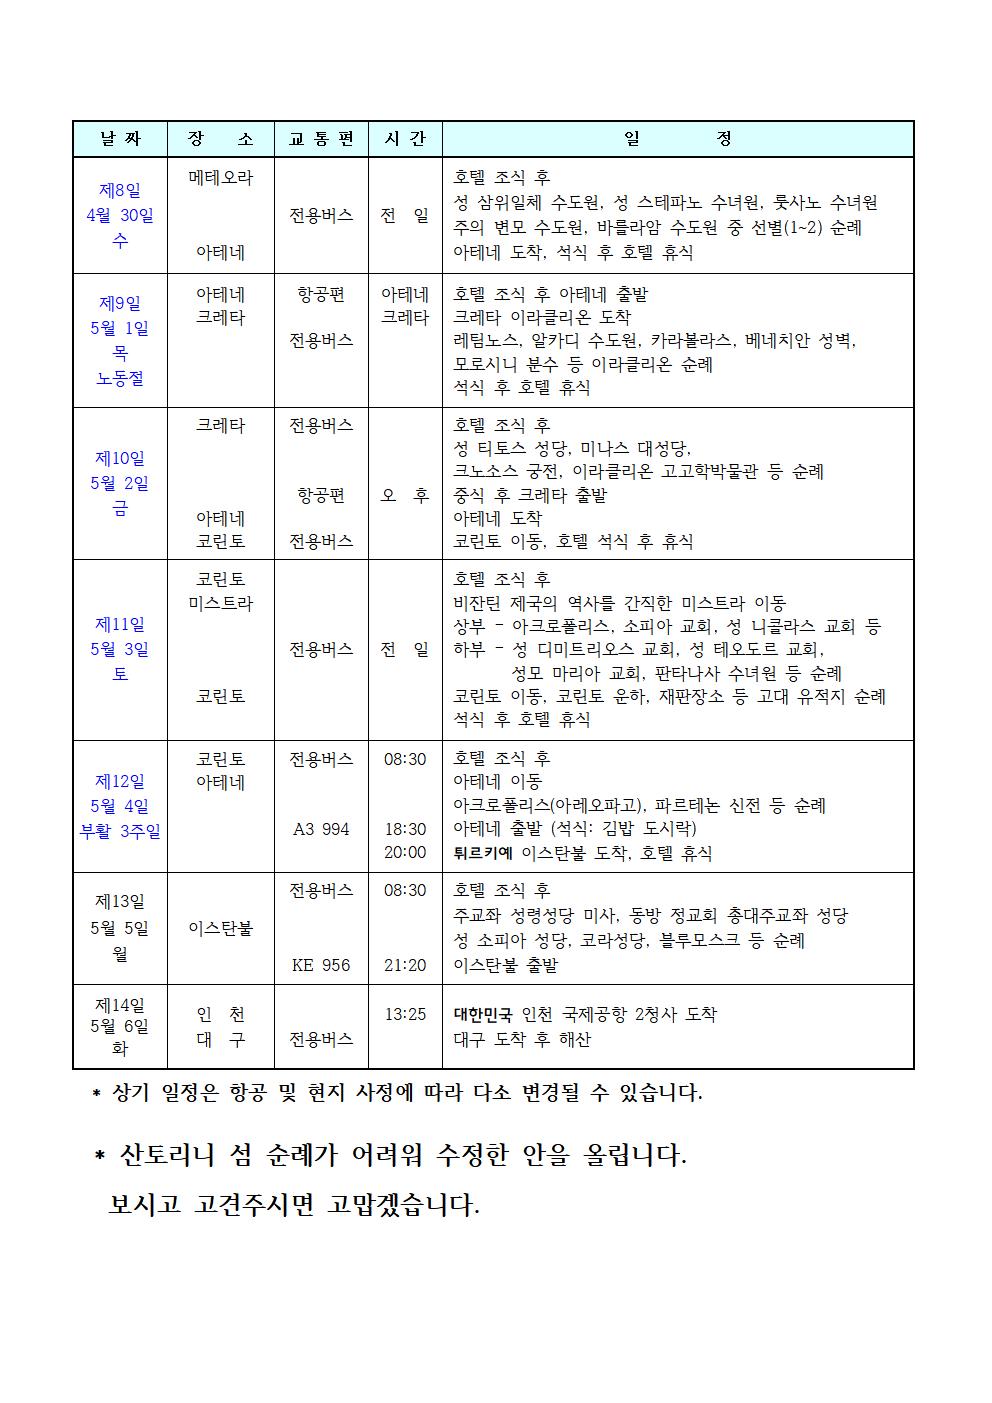 날 짜 장 소 교 통 편 시 간 일 정
제8일
4월 30일
수
메테오라
아테네
전용버스
전 일
호텔 조식 후
성 삼위일체 수도원, 성 스테파노 수녀원, 룻사노 수녀원
주의 변모 수도원, 바를라암 수도원 중 선별(1~2) 순례
아테네 도착, 석식 후 호텔 휴식
제9일
5월 1일
목
노동절
아테네
크레타
항공편
전용버스
아테네
크레타
호텔 조식 후 아테네 출발
크레타 이라클리온 도착
레팀노스, 알카디 수도원, 카라볼라스, 베네치안 성벽,
모로시니 분수 등 이라클리온 순례
석식 후 호텔 휴식
제10일
5월 2일
금
크레타
아테네
코린토
전용버스
항공편
전용버스
오 후
호텔 조식 후
성 티토스 성당, 미나스 대성당,
크노소스 궁전, 이라클리온 고고학박물관 등 순례
중식 후 크레타 출발
아테네 도착
코린토 이동, 호텔 석식 후 휴식
제11일
5월 3일
토
코린토
미스트라
코린토
전용버스
전 일
호텔 조식 후
비잔틴 제국의 역사를 간직한 미스트라 이동
상부 - 아크로폴리스, 소피아 교회, 성 니콜라스 교회 등
하부 - 성 디미트리오스 교회, 성 테오도르 교회,
성모 마리아 교회, 판타나사 수녀원 등 순례
코린토 이동, 코린토 운하, 재판장소 등 고대 유적지 순례
석식 후 호텔 휴식
제12일
5월 4일
부활 3주일
코린토
아테네
전용버스
A3 994
08:30
18:30
20:00
호텔 조식 후
아테네 이동
아크로폴리스(아레오파고), 파르테논 신전 등 순례
아테네 출발 (석식: 김밥 도시락)
튀르키예 이스탄불 도착, 호텔 휴식
제13일
5월 5일
월
이스탄불
전용버스
KE 956
08:30
21:20
호텔 조식 후
주교좌 성령성당 미사, 동방 정교회 총대주교좌 성당
성 소피아 성당, 코라성당, 블루모스크 등 순례
이스탄불 출발
제14일
5월 6일
화
인 천
대 구
전용버스
13:25
대한민국 인천 국제공항 2청사 도착
대구 도착 후 해산
* 상기 일정은 항공 및 현지 사정에 따라 다소 변경될 수 있습니다.
* 산토리니 섬 순례가 어려워 수정한 안을 올립니다.
보시고 고견주시면 고맙겠습니다.